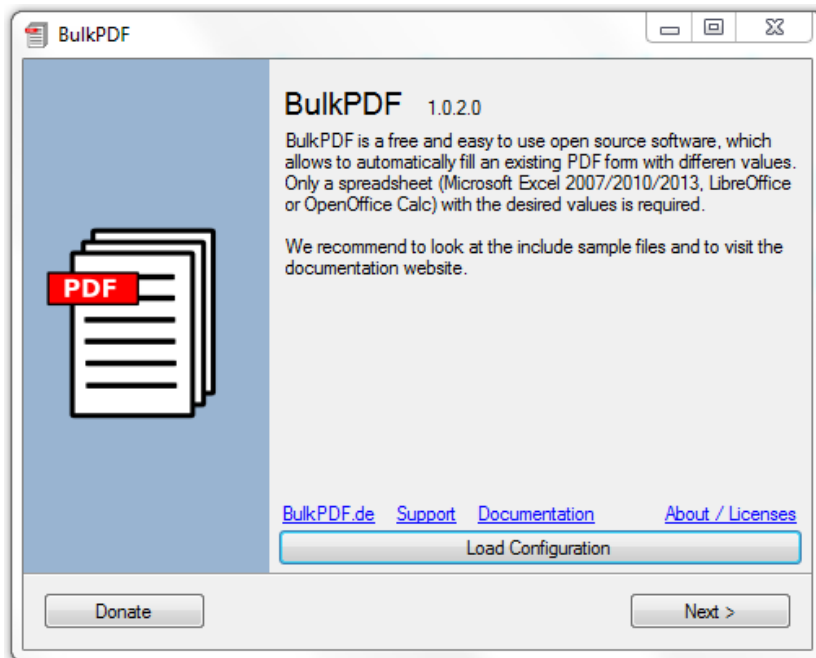 BulkPDF
BulkPDF 1.0.2.0
BulkPDF is a free and easy to use open source software, which
allows to automatically fill an existing PDF form with differen values.
Only a spreadsheet (Microsoft Excel 2007/2010/2013, LibreOffice
or OpenOffice Calc) with the desired values is required.
We recommend to look at the include sample files and to visit the
documentation website.
PDF
BulkPDF.de Support Documentation About / Licenses
Load Configuration
Donate Next >